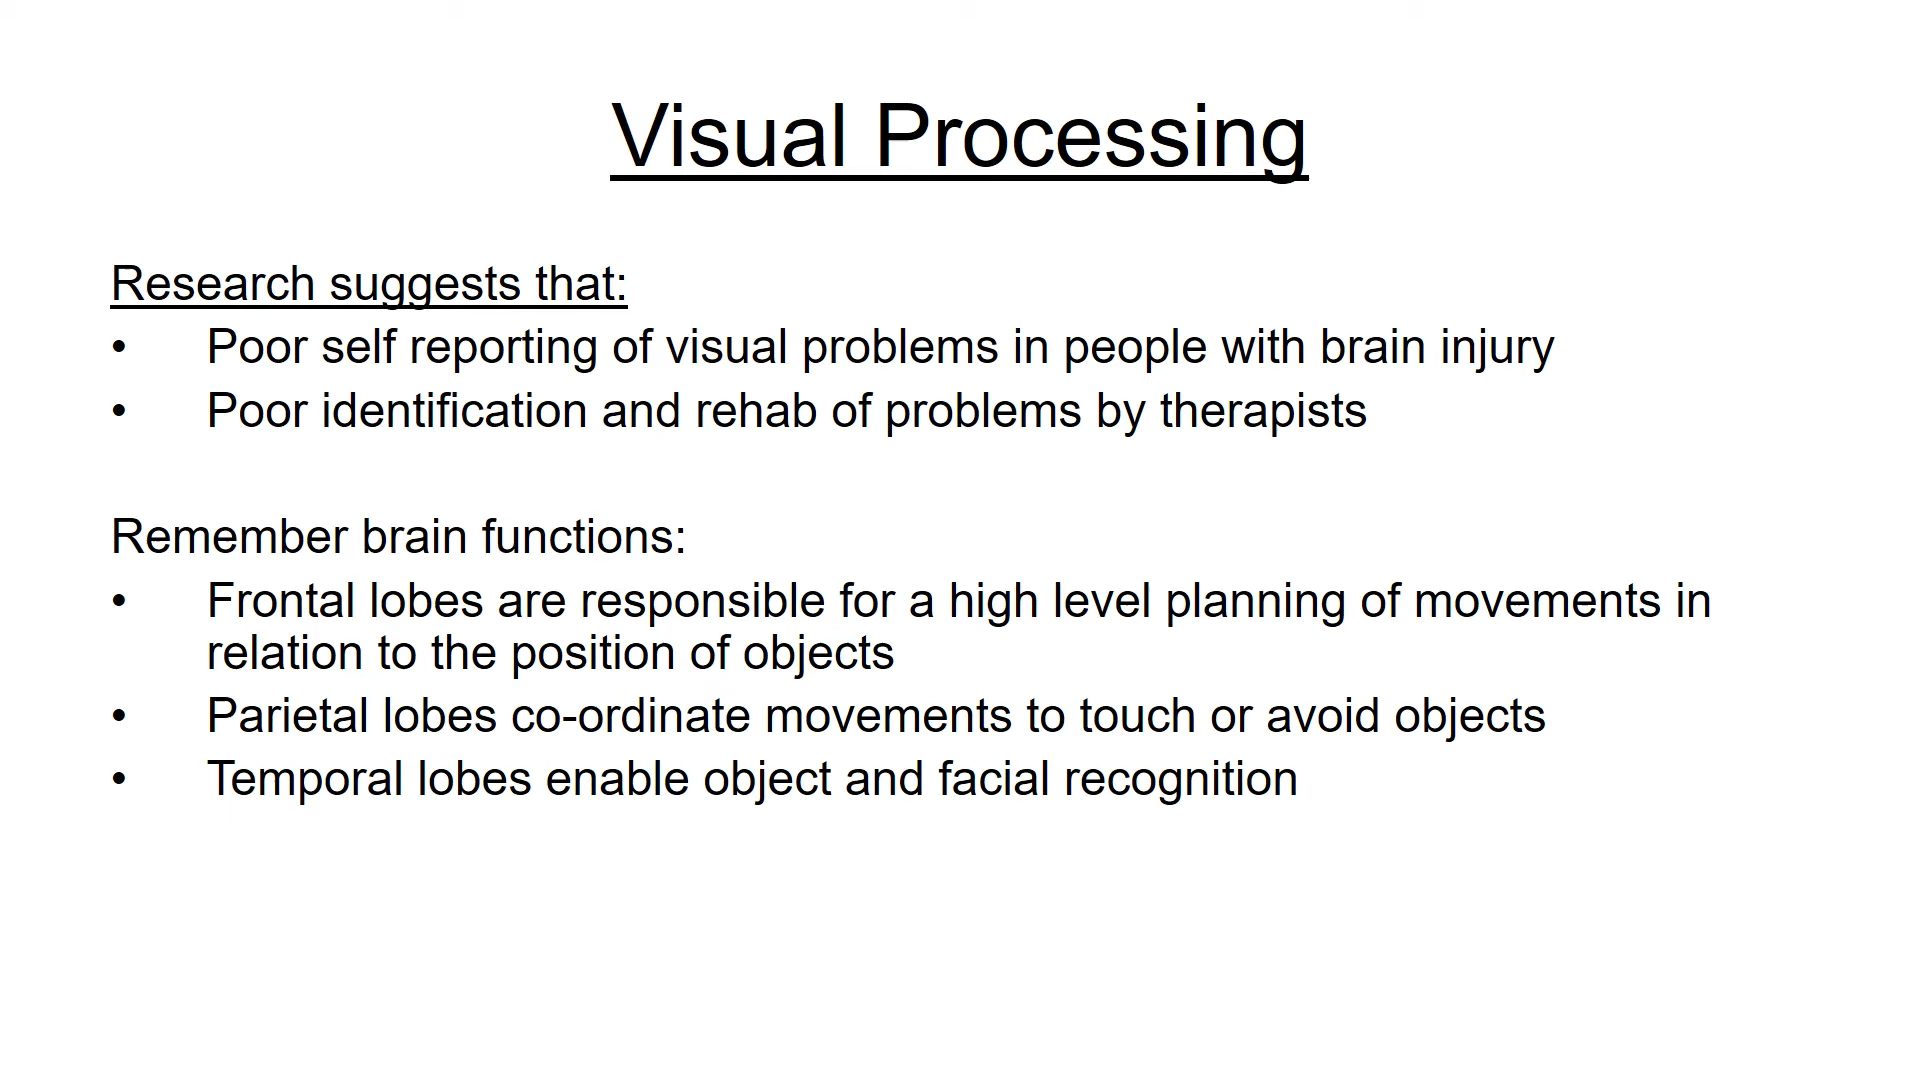 Visual Processing
Research suggests that:
• Poor self reporting of visual problems in people with brain injury
• Poor identification and rehab of problems by therapists
Remember brain functions:
• Frontal lobes are responsible for a high level planning of movements in
relation to the position of objects
• Parietal lobes co-ordinate movements to touch or avoid objects
• Temporal lobes enable object and facial recognition